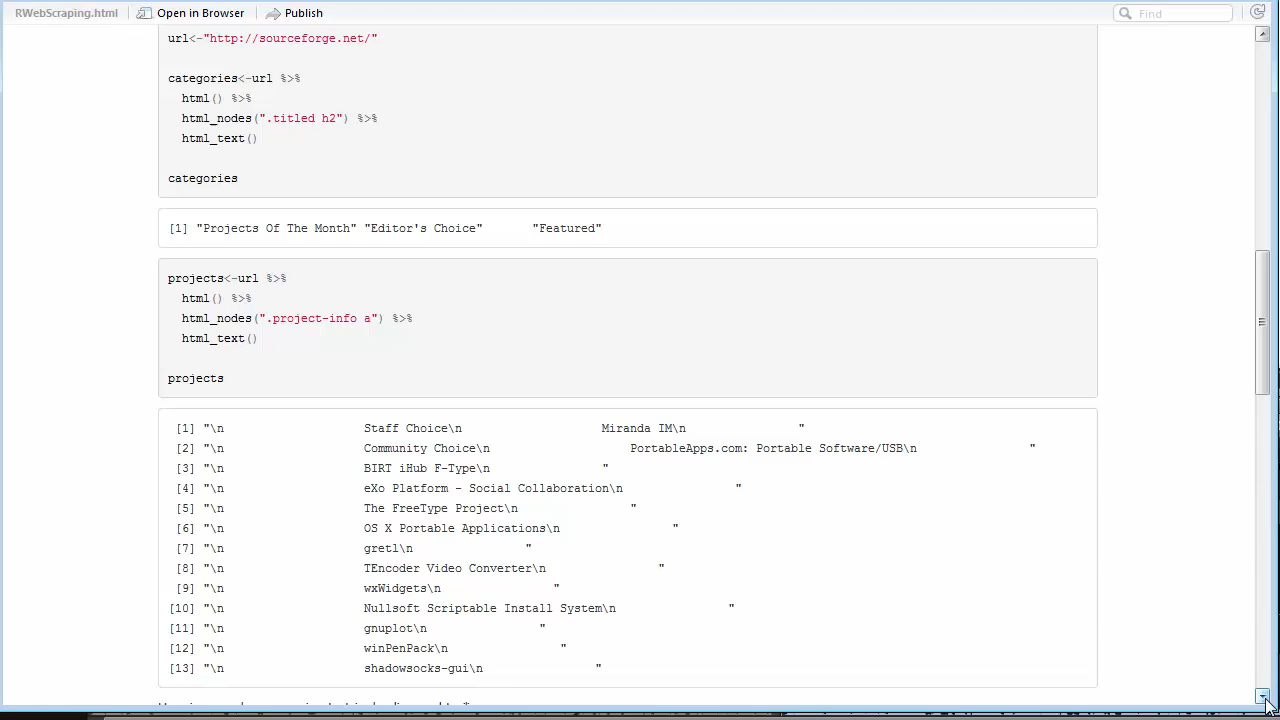 RWebScraping.html Open in Browser Publish Find
url<-"http://sourceforge.net/"
categories<-url %>%
html() %>%
html_nodes(".titled h2") %>%
html_text()
categories
[1] "Projects Of The Month" "Editor's Choice" "Featured"
projects<-url %>%
html() %>%
html_nodes(".project-info a") %>%
html_text()
projects
[1] "\n Staff Choice\n Miranda IM\n "
[2] "\n Community Choice\n PortableApps.com: Portable Software/USB\n "
[3] "\n BIRT iHub F-Type\n "
[4] "\n eXo Platform - Social Collaboration\n "
[5] "\n The FreeType Project\n "
[6] "\n OS X Portable Applications\n "
[7] "\n gretl\n "
[8] "\n TEncoder Video Converter\n "
[9] "\n wxWidgets\n "
[10] "\n Nullsoft Scriptable Install System\n "
[11] "\n gnuplot\n "
[12] "\n winPenPack\n "
[13] "\n shadowsocks-gui\n "